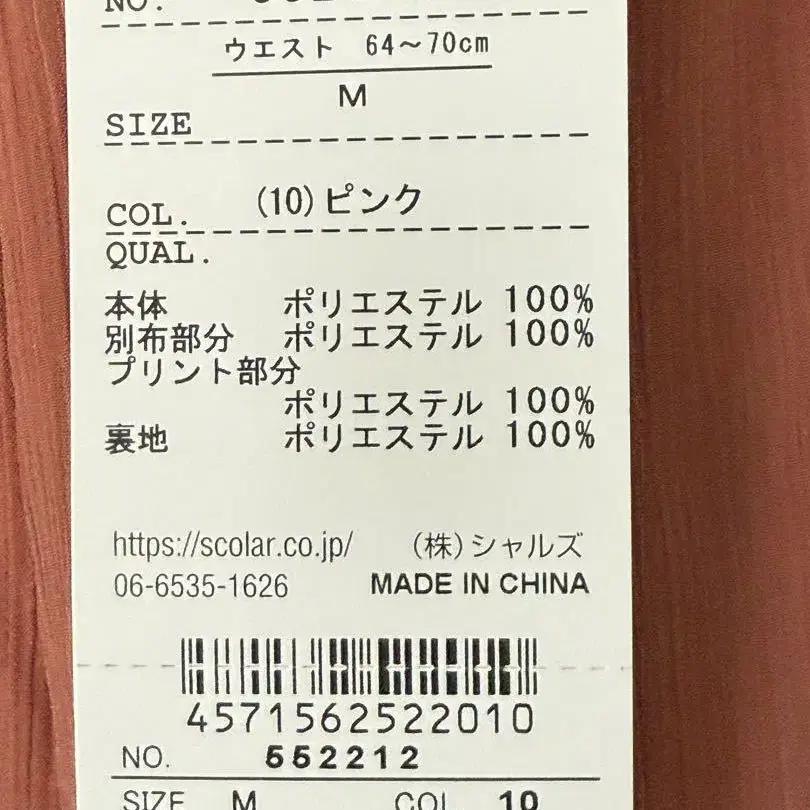 NO.
ウエスト 64～70cm
M
SIZE
COL. (10)ピンク
QUAL.
本体 ポリエステル 100%
別布部分 ポリエステル 100%
プリント部分
ポリエステル 100%
裏地 ポリエステル 100%
https://scolar.co.jp/ (株)シャルズ
06-6535-1626 MADE IN CHINA
4571562522010
NO. 552212
SIZE M COL 10